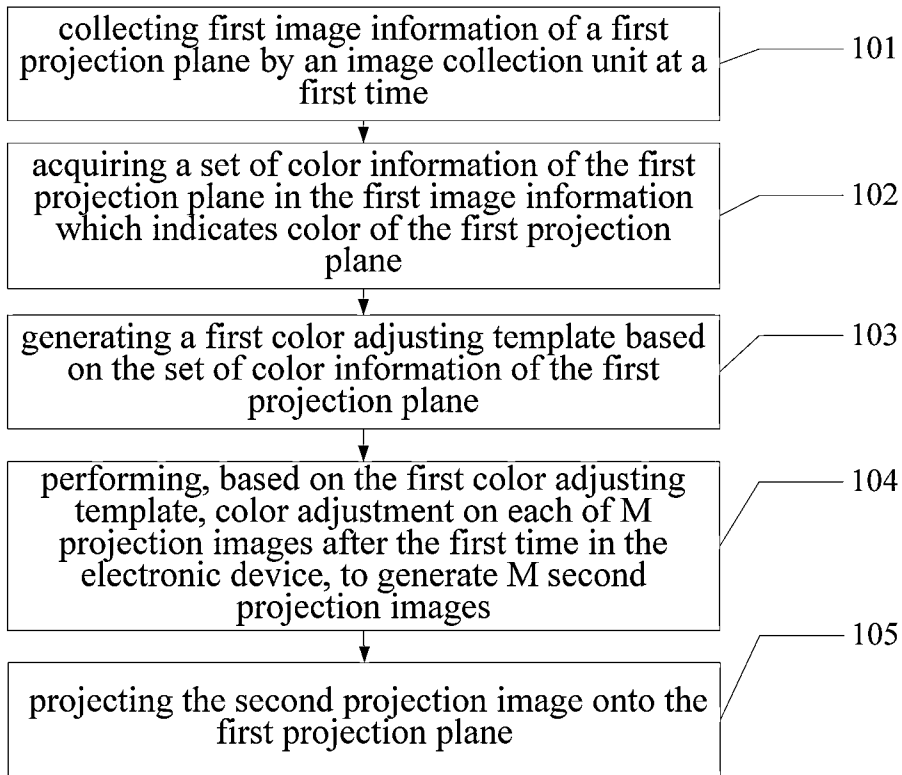 collecting first image information of a first
projection plane by an image collection unit at a
first time
101
acquiring a set of color information of the first
projection plane in the first image information
which indicates color of the first projection
plane
102
generating a first color adjusting template based
on the set of color information of the first
projection plane
103
performing, based on the first color adjusting
template, color adjustment on each of M
projection images after the first time in the
electronic device, to generate M second
projection images
104
projecting the second projection image onto the
first projection plane
105